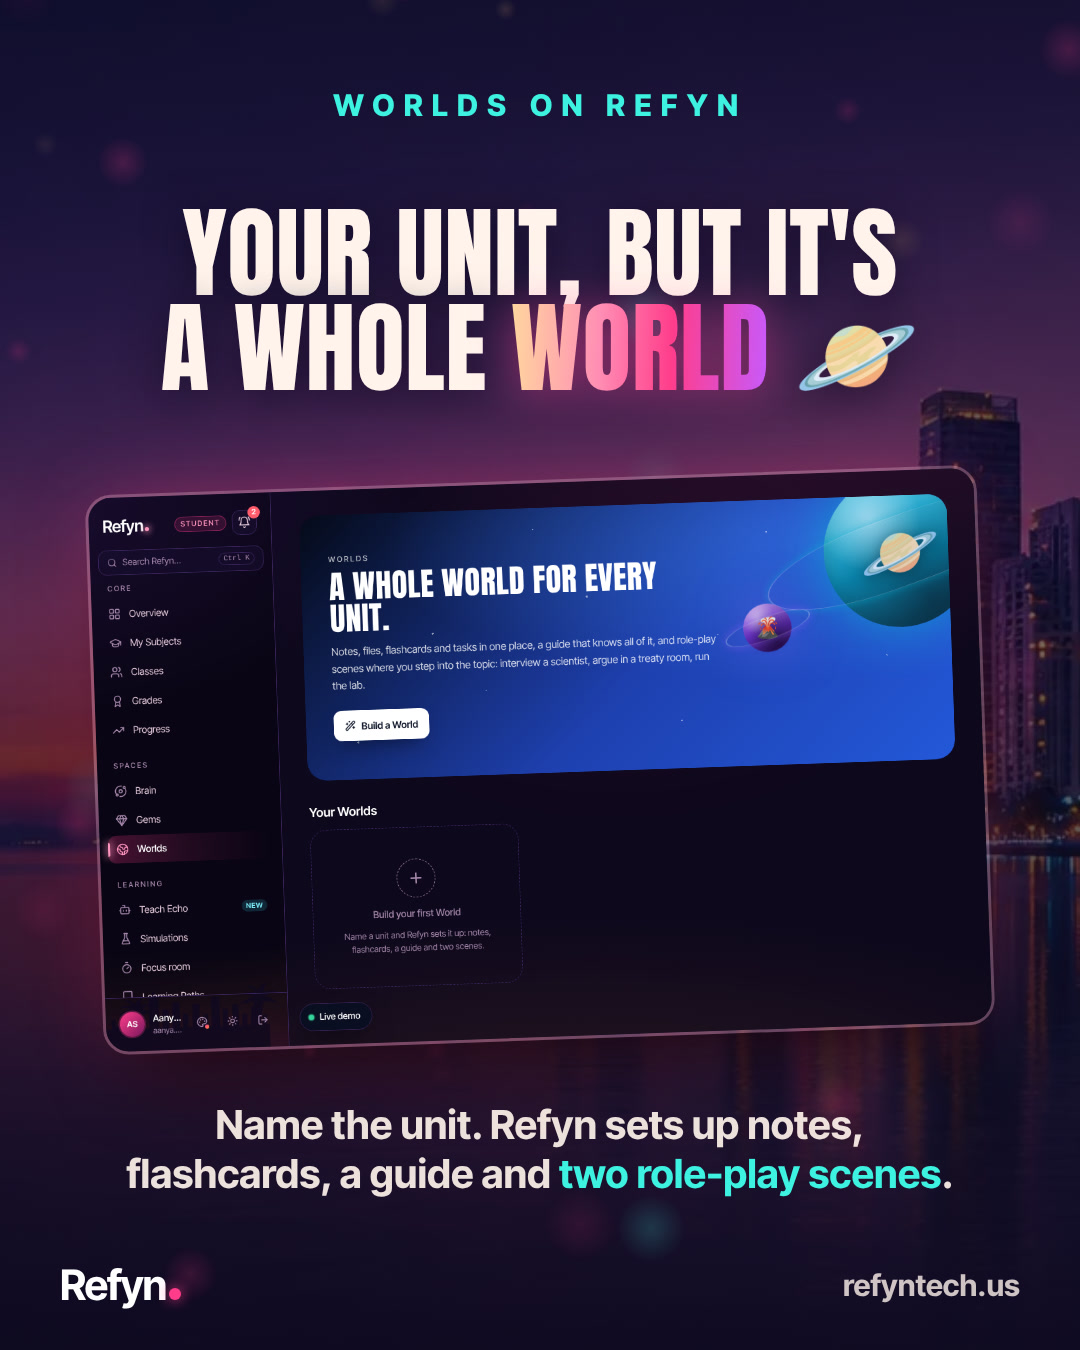 WORLDS ON REFYN
YOUR UNIT, BUT IT'S
A WHOLE WORLD
Refyn.
STUDENT
2
Search Refyn...
Ctrl K
CORE
Overview
My Subjects
Classes
Grades
Progress
SPACES
Brain
Gems
Worlds
LEARNING
Teach Echo
NEW
Simulations
Focus room
Learning Paths
AS
Aany...
aanya....
WORLDS
A WHOLE WORLD FOR EVERY
UNIT.
Notes, files, flashcards and tasks in one place, a guide that knows all of it, and role-play
scenes where you step into the topic: interview a scientist, argue in a treaty room, run
the lab.
Build a World
Your Worlds
Build your first World
Name a unit and Refyn sets it up: notes,
flashcards, a guide and two scenes.
Live demo
Name the unit. Refyn sets up notes,
flashcards, a guide and two role-play scenes.
Refyn.
refyntech.us